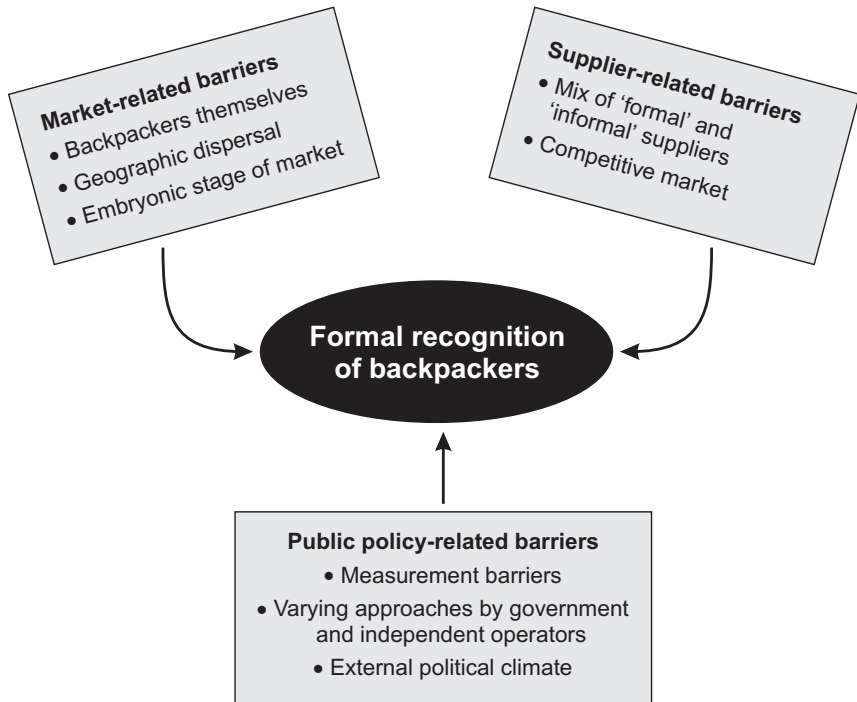 Market-related barriers
• Backpackers themselves
• Geographic dispersal
• Embryonic stage of market
Supplier-related barriers
• Mix of ‘formal’ and
‘informal’ suppliers
• Competitive market
Formal recognition
of backpackers
Public policy-related barriers
• Measurement barriers
• Varying approaches by government
and independent operators
• External political climate